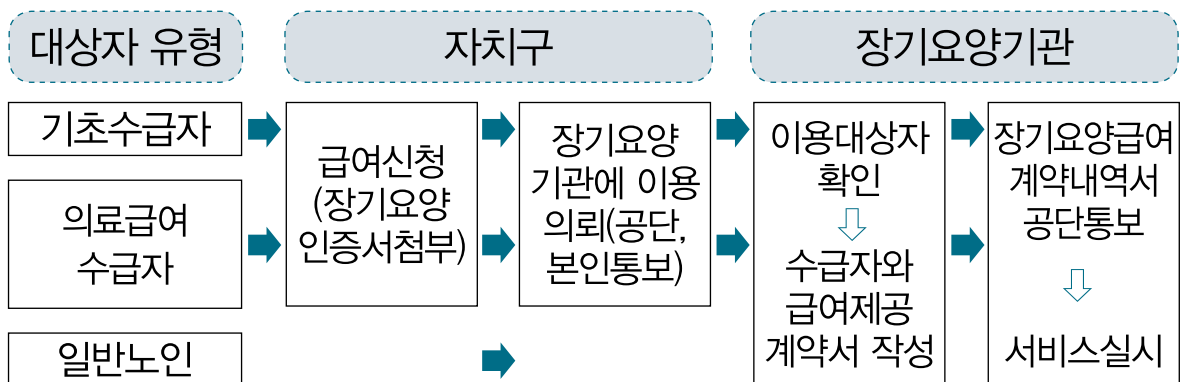 대상자 유형
자치구
장기요양기관
기초수급자
의료급여
수급자
일반노인
급여신청
(장기요양
인증서첨부)
장기요양
기관에 이용
의뢰(공단,
본인통보)
이용대상자
확인
수급자와
급여제공
계약서 작성
장기요양급여
계약내역서
공단통보
서비스실시